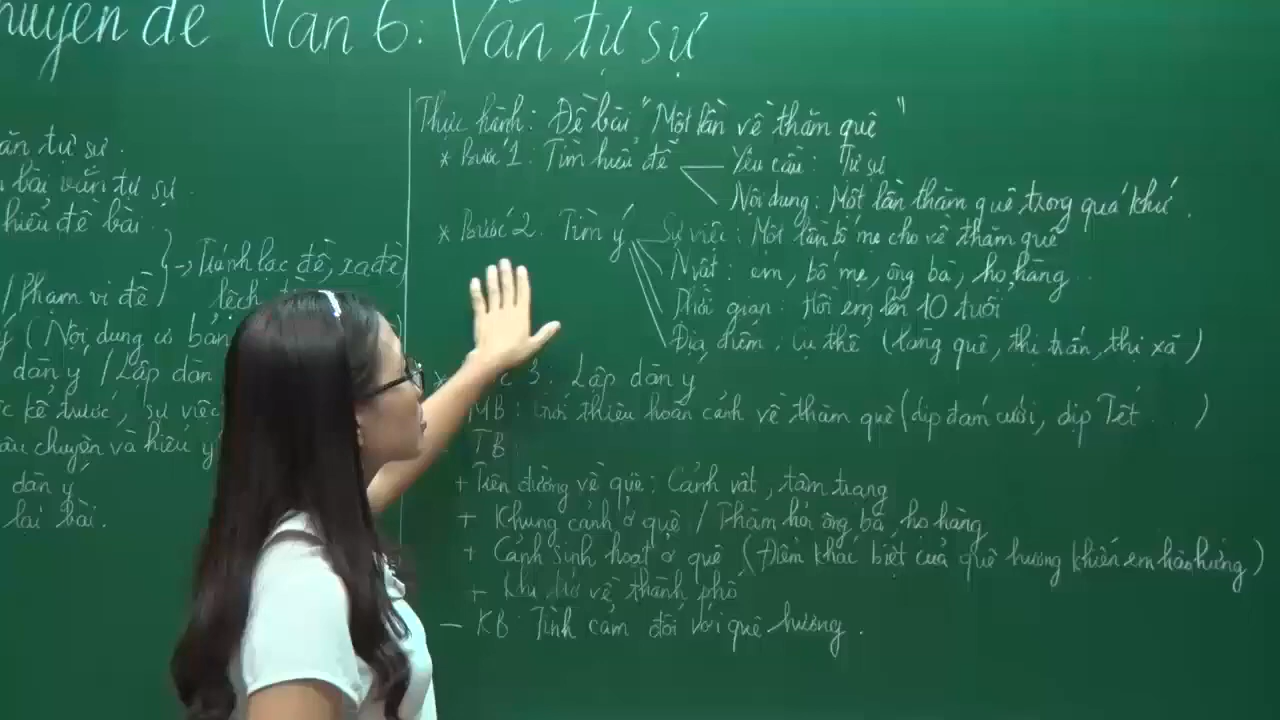 huyên đề Văn 6: Văn tự sự
ăn tự sự.
bài văn tự sự.
hiểu đề bài.
-> Tránh lạc đề, xa đề,
/Phạm vi đề
lệch
ý (Nội dung cơ bản
dàn ý / Lập dàn
kể trước, sự việc
câu chuyện và hiểu ý
dàn ý
lại bài.
Thực hành: Đề bài "Một lần về thăm quê"
* Bước 1: Tìm hiểu đề
Yêu cầu: Tự sự
Nội dung: Một lần thăm quê trong quá khứ.
* Bước 2: Tìm ý
Sự việc: Một lần bố mẹ cho về thăm quê
Nvật: em, bố mẹ, ông bà, họ hàng...
Thời gian: Hồi em lên 10 tuổi
Địa điểm: Cụ thể (làng quê, thị trấn, thị xã)
3: Lập dàn ý
MB: Giới thiệu hoàn cảnh về thăm quê (dịp đám cưới, dịp Tết...)
TB:
+ Trên đường về quê: Cảnh vật, tâm trạng
+ Khung cảnh ở quê / Thăm hỏi ông bà, họ hàng
+ Cảnh sinh hoạt ở quê (Điểm khác biệt của quê hương khiến em hào hứng)
+ Khi trở về thành phố
- KB: Tình cảm đối với quê hương.